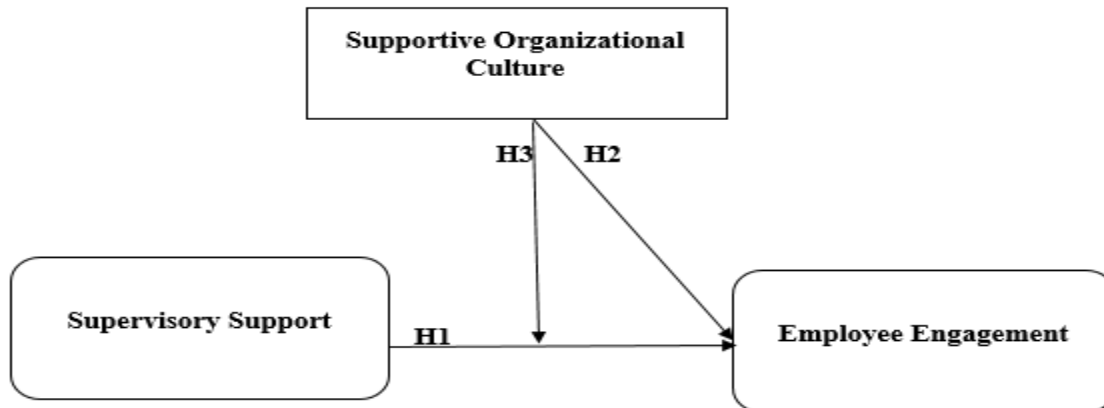 Supportive Organizational
Culture
H3
H2
Supervisory Support
H1
Employee Engagement